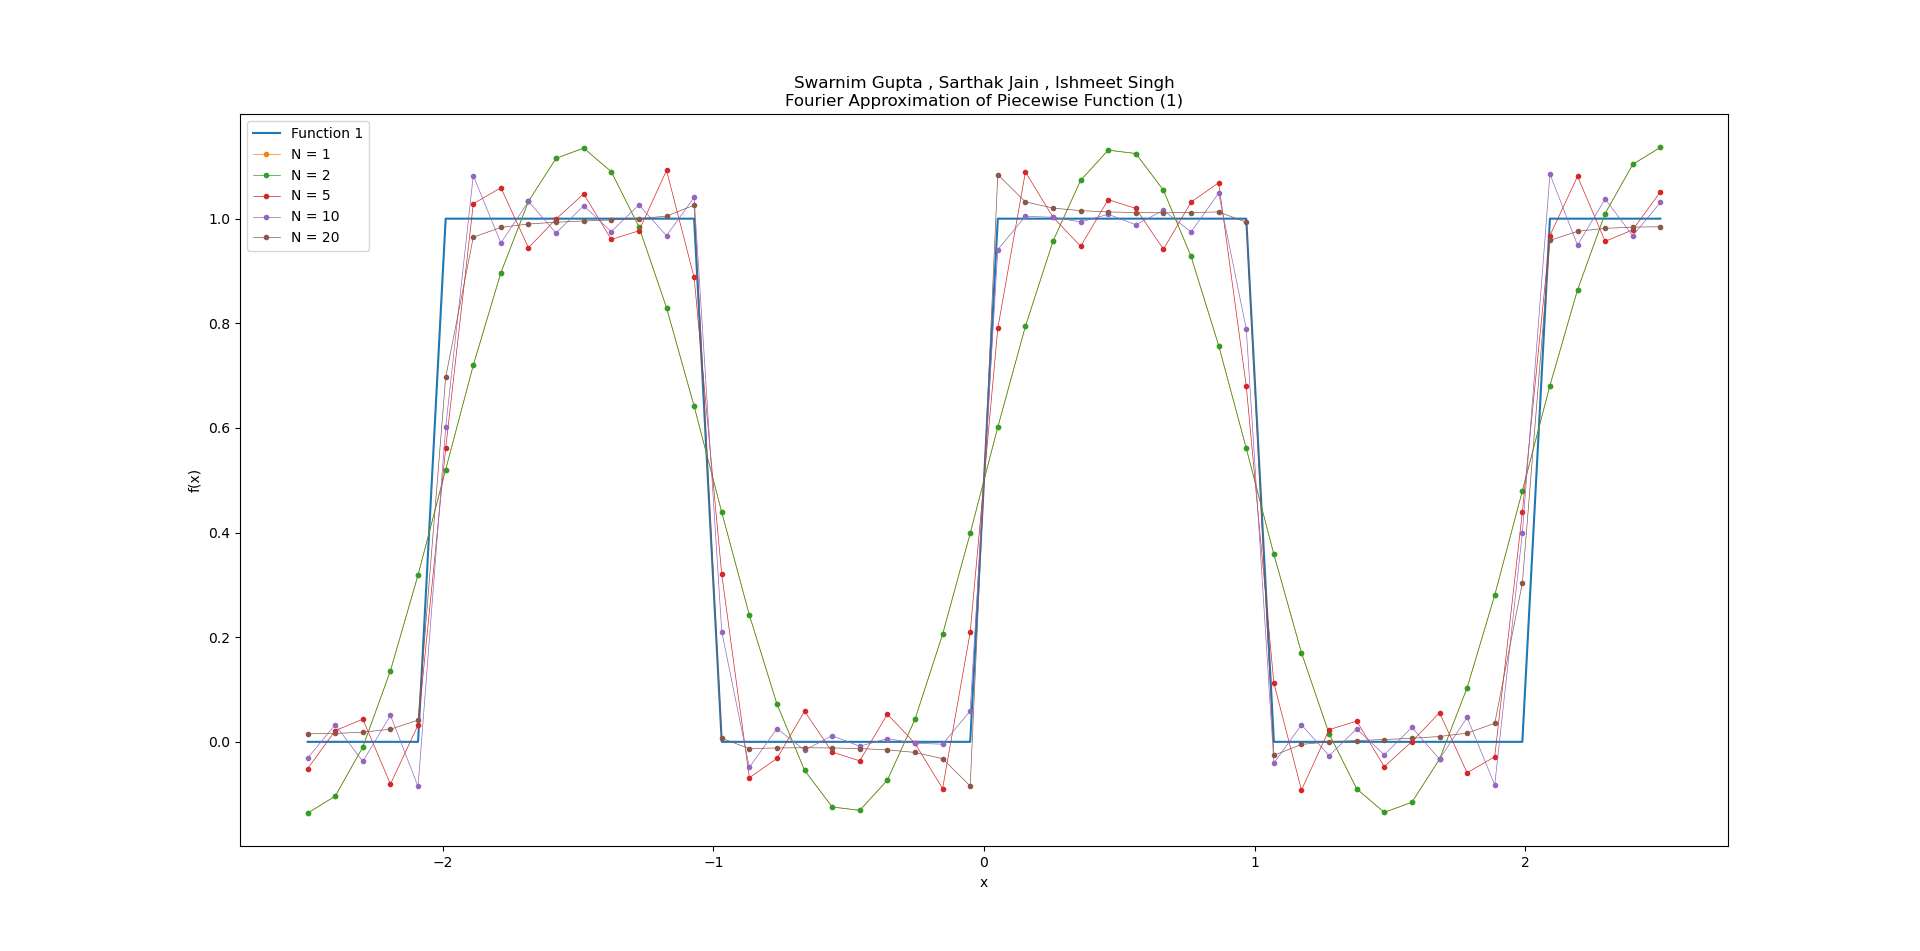 Swarnim Gupta , Sarthak Jain , Ishmeet Singh
Fourier Approximation of Piecewise Function (1)
Function 1
N = 1
N = 2
N = 5
N = 10
N = 20
1.0
0.8
0.6
0.4
0.2
0.0
f(x)
−2
−1
0
1
2
x